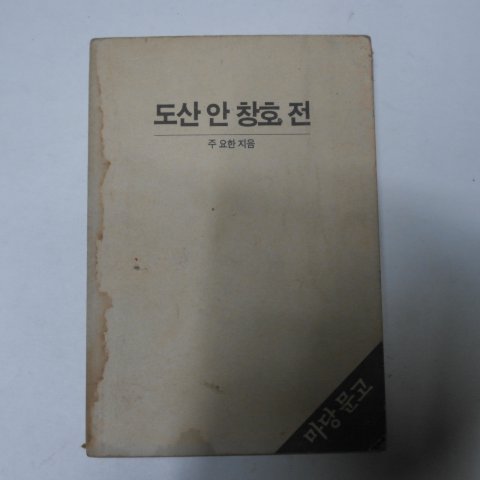 도산 안 창호 전
주 요한 지음
마당 문고